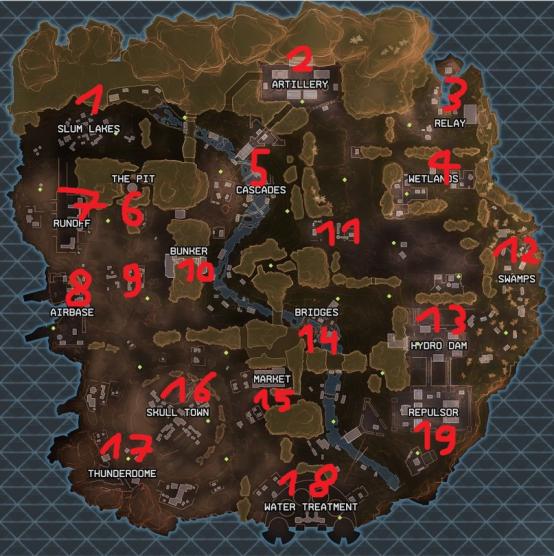 2
ARTILLERY
1
SLUM LAKES
3
RELAY
5
CASCADES
4
WETLANDS
THE PIT
6
7
RUNOFF
11
BUNKER
10
9
8
AIRBASE
12
SWAMPS
BRIDGES
14
13
HYDRO DAM
MARKET
15
16
SKULL TOWN
REPULSOR
19
17
THUNDERDOME
18
WATER TREATMENT